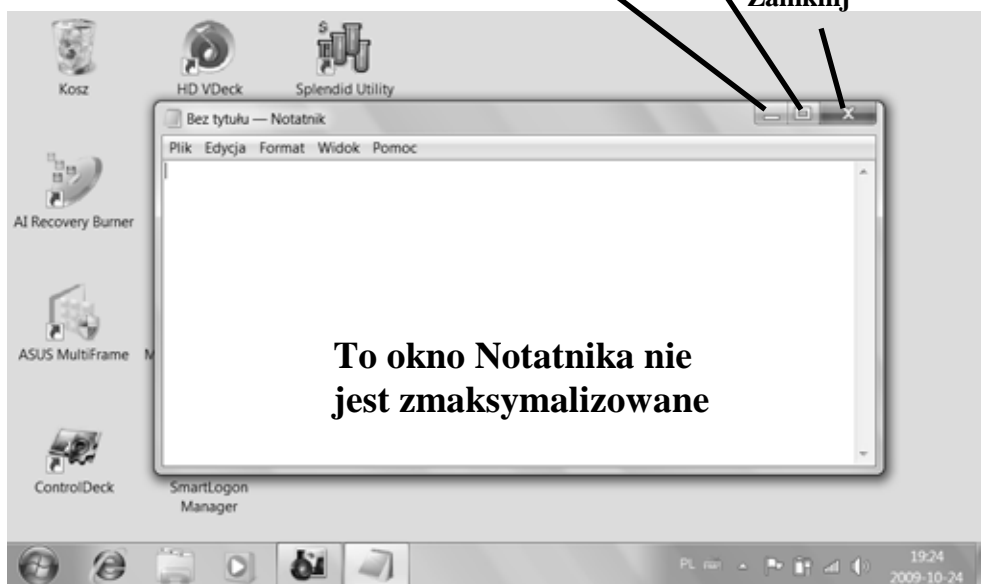 Zamknij
Kosz
HD VDeck
Splendid Utility
Bez tytułu — Notatnik
Plik Edycja Format Widok Pomoc
AI Recovery Burner
ASUS MultiFrame M
To okno Notatnika nie
jest zmaksymalizowane
ControlDeck
SmartLogon
Manager
PL
19:24
2009-10-24